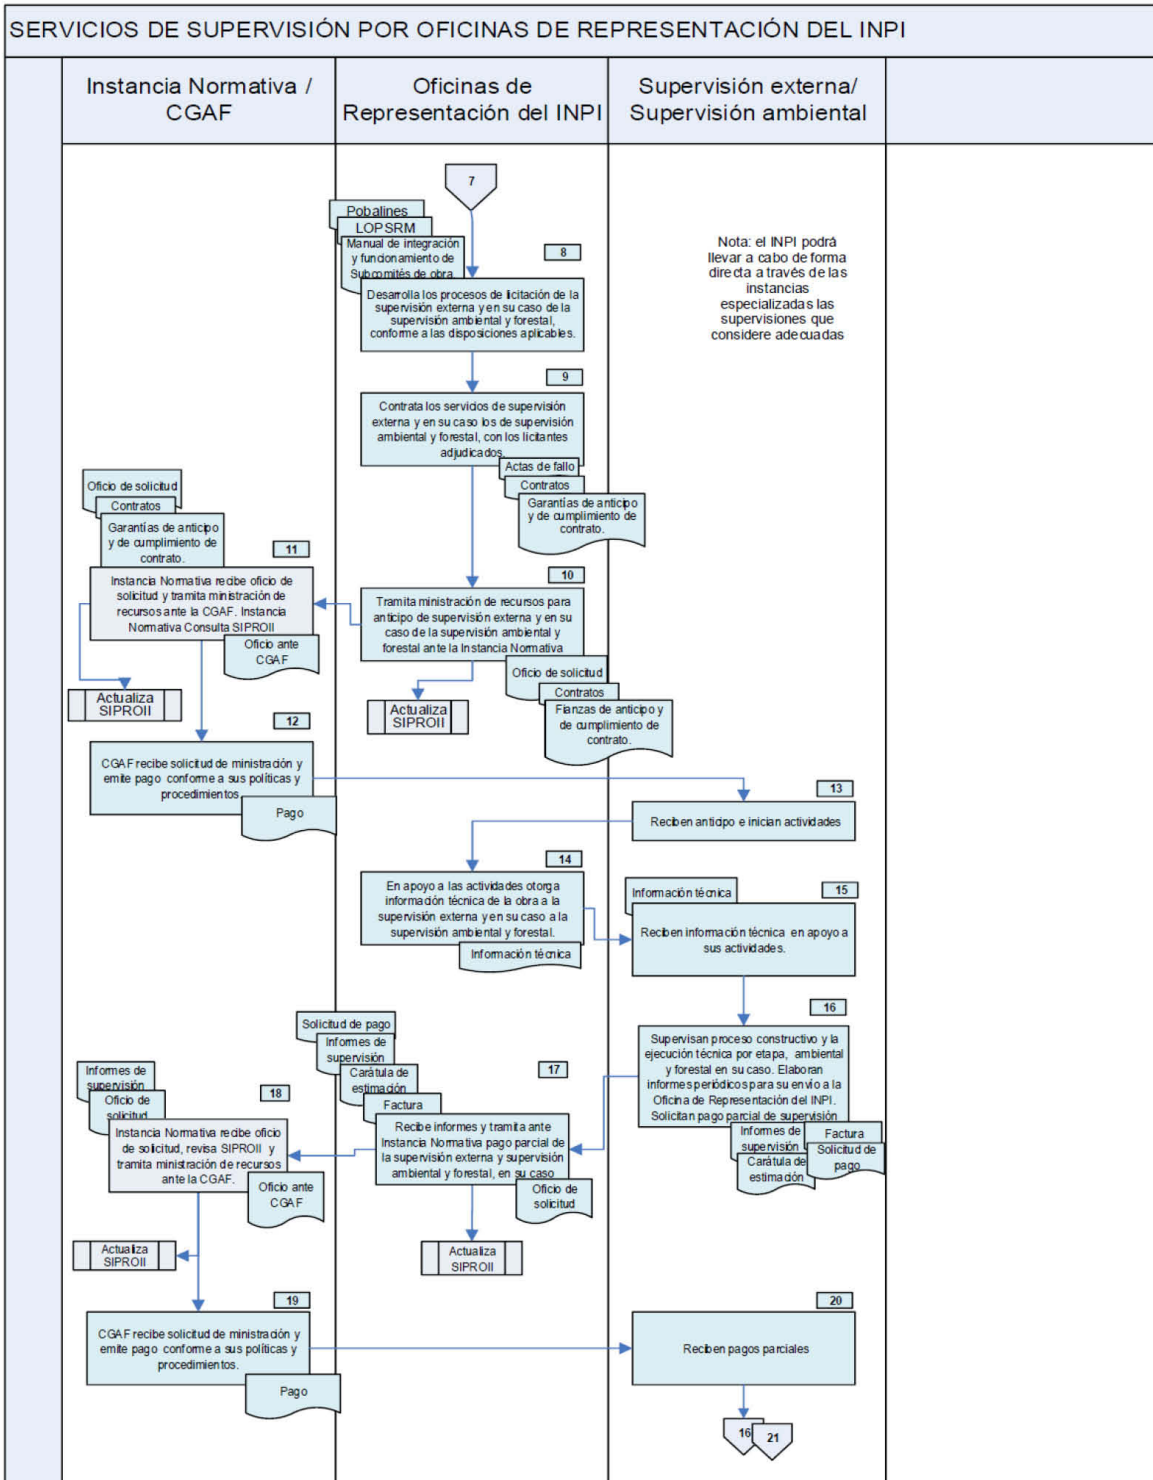 SERVICIOS DE SUPERVISIÓN POR OFICINAS DE REPRESENTACIÓN DEL INPI
Instancia Normativa /
CGAF
Oficinas de
Representación del INPI
Supervisión externa/
Supervisión ambiental
7
Pobalines
LOPSRM
Manual de integración
y funcionamiento de
Subcomités de obra.
8
Desarrolla los procesos de licitación de la
supervisión externa y en su caso de la
supervisión ambiental y forestal,
conforme a las disposiciones aplicables.
Nota: el INPI podrá
llevar a cabo de forma
directa a través de las
instancias
especializadas las
supervisiones que
considere adecuadas
9
Contrata los servicios de supervisión
externa y en su caso los de supervisión
ambiental y forestal, con los licitantes
adjudicados.
Actas de fallo
Contratos
Garantías de anticipo
y de cumplimiento de
contrato.
Oficio de solicitud
Contratos
Garantías de anticipo
y de cumplimiento de
contrato.
11
Instancia Normativa recibe oficio de
solicitud y tramita ministración de
recursos ante la CGAF. Instancia
Normativa Consulta SIPROII
Oficio ante
CGAF
Actualiza
SIPROII
10
Tramita ministración de recursos para
anticipo de supervisión externa y en su
caso de la supervisión ambiental y
forestal ante la Instancia Normativa
Oficio de solicitud
Contratos
Fianzas de anticipo y
de cumplimiento de
contrato.
Actualiza
SIPROII
12
CGAF recibe solicitud de ministración y
emite pago conforme a sus políticas y
procedimientos.
Pago
13
Reciben anticipo e inician actividades
14
En apoyo a las actividades otorga
información técnica de la obra a la
supervisión externa y en su caso a la
supervisión ambiental y forestal.
Información técnica
Información técnica
15
Reciben información técnica en apoyo a
sus actividades.
16
Supervisan proceso constructivo y la
ejecución técnica por etapa, ambiental
y forestal en su caso. Elaboran
informes periódicos para su envío a la
Oficina de Representación del INPI.
Solicitan pago parcial de supervisión
Informes de
supervisión
Carátula de
estimación
Factura
Solicitud de
pago
Solicitud de pago
Informes de
supervisión
Carátula de
estimación
Factura
17
Recibe informes y tramita ante
Instancia Normativa pago parcial de
la supervisión externa y supervisión
ambiental y forestal, en su caso
Oficio de
solicitud
Actualiza
SIPROII
Informes de
supervisión
Oficio de
solicitud
18
Instancia Normativa recibe oficio
de solicitud, revisa SIPROII y
tramita ministración de recursos
ante la CGAF.
Oficio ante
CGAF
Actualiza
SIPROII
19
CGAF recibe solicitud de ministración y
emite pago conforme a sus políticas y
procedimientos.
Pago
20
Reciben pagos parciales
16
21